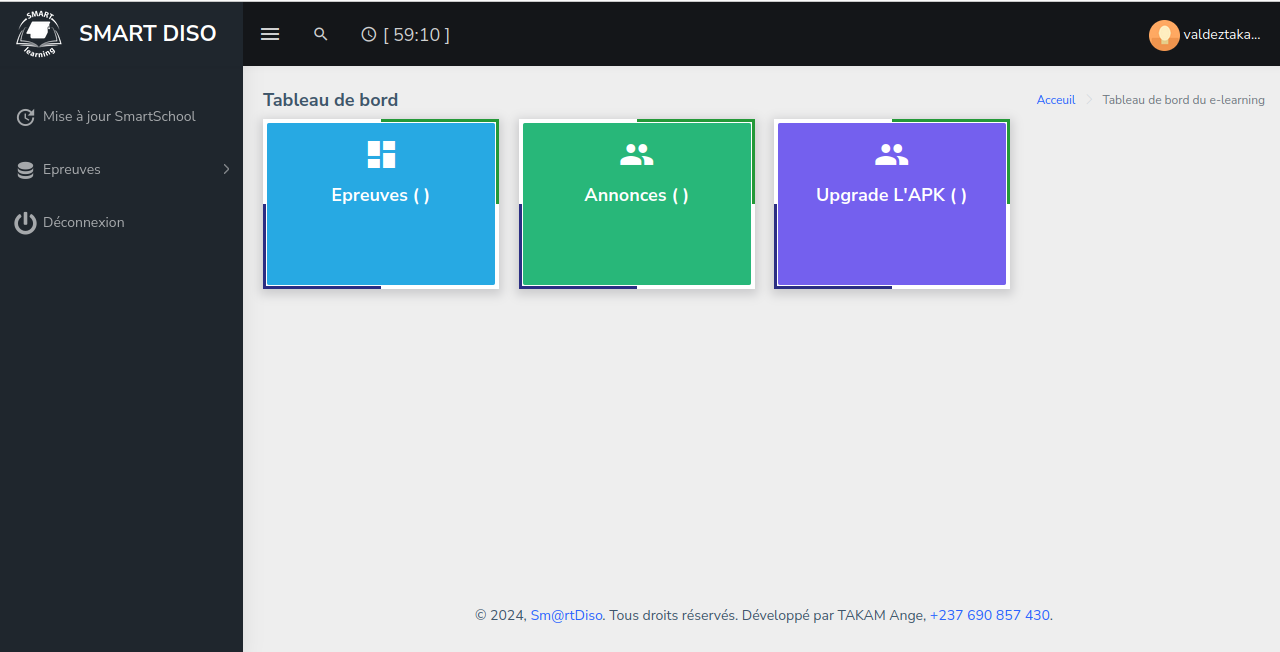 SMART
learning
SMART DISO
[ 59:10 ]
valdeztaka...
Mise à jour SmartSchool
Epreuves
Déconnexion
Tableau de bord
Acceuil
Tableau de bord du e-learning
Epreuves ( )
Annonces ( )
Upgrade L'APK ( )
© 2024, Sm@rtDiso. Tous droits réservés. Développé par TAKAM Ange, +237 690 857 430.